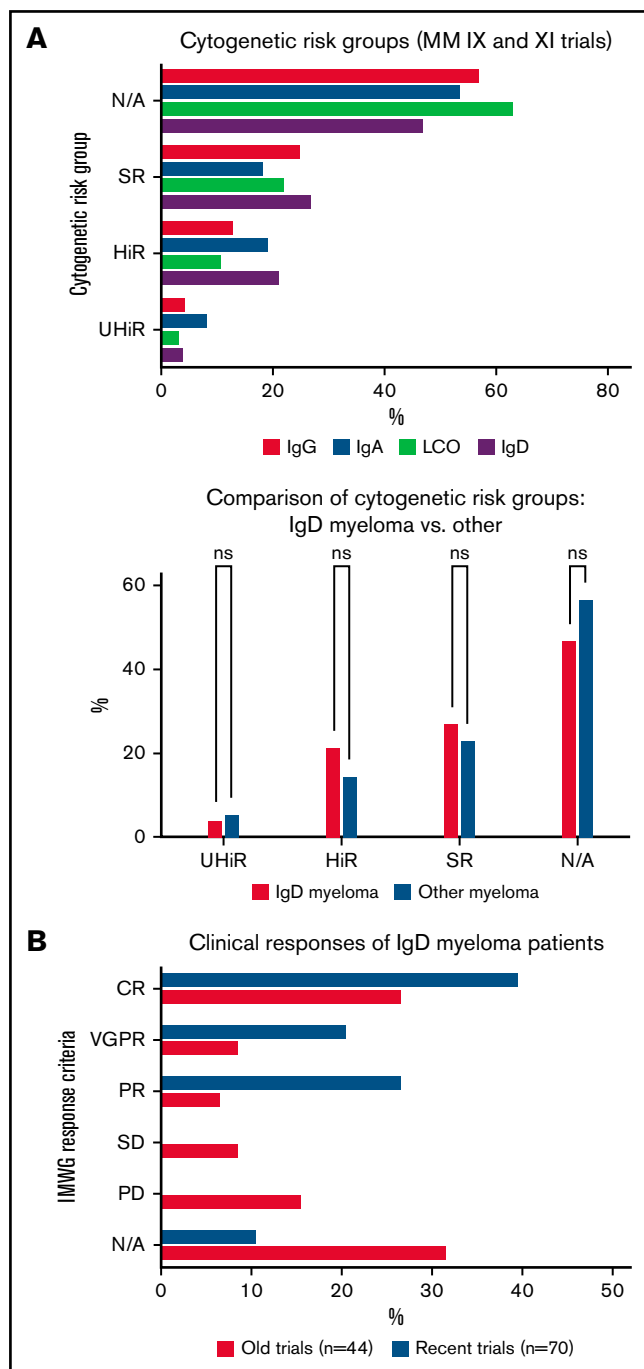 A
Cytogenetic risk groups (MM IX and XI trials)
Cytogenetic risk group
N/A
SR
HiR
UHiR
0 20 40 60 80
%
IgG IgA LCO IgD
Comparison of cytogenetic risk groups:
IgD myeloma vs. other
ns ns ns ns
%
60
40
20
0
UHiR HiR SR N/A
IgD myeloma Other myeloma
B
Clinical responses of IgD myeloma patients
IMWG response criteria
CR
VGPR
PR
SD
PD
N/A
0 10 20 30 40 50
%
Old trials (n=44) Recent trials (n=70)